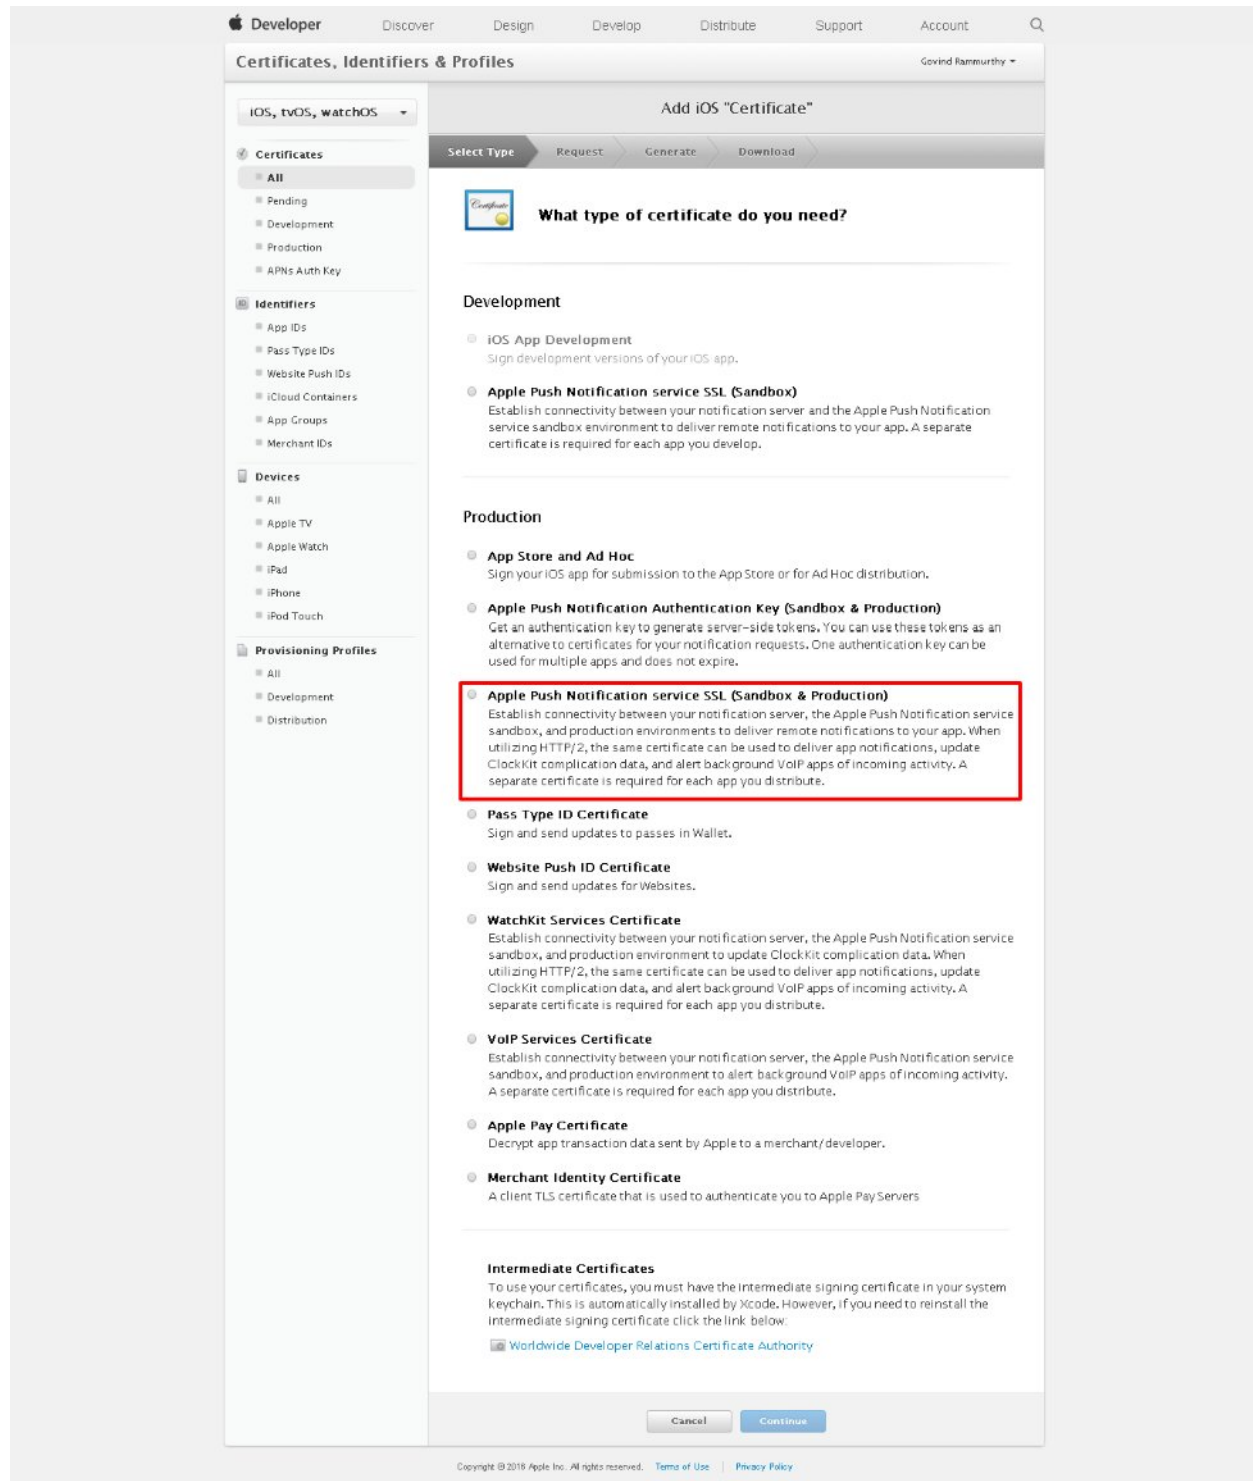 Developer Discover Design Develop Distribute Support Account
Certificates, Identifiers & Profiles
Govind Rammurthy
iOS, tvOS, watchOS
Certificates
All
Pending
Development
Production
APNs Auth Key
Identifiers
App IDs
Pass Type IDs
Website Push IDs
iCloud Containers
App Groups
Merchant IDs
Devices
All
Apple TV
Apple Watch
iPad
iPhone
iPod Touch
Provisioning Profiles
All
Development
Distribution
Add iOS "Certificate"
Select Type Request Generate Download
Certificate
What type of certificate do you need?
Development
iOS App Development
Sign development versions of your iOS app.
Apple Push Notification service SSL (Sandbox)
Establish connectivity between your notification server and the Apple Push Notification
service sandbox environment to deliver remote notifications to your app. A separate
certificate is required for each app you develop.
Production
App Store and Ad Hoc
Sign your iOS app for submission to the App Store or for Ad Hoc distribution.
Apple Push Notification Authentication Key (Sandbox & Production)
Get an authentication key to generate server-side tokens. You can use these tokens as an
alternative to certificates for your notification requests. One authentication key can be
used for multiple apps and does not expire.
Apple Push Notification service SSL (Sandbox & Production)
Establish connectivity between your notification server, the Apple Push Notification service
sandbox, and production environments to deliver remote notifications to your app. When
utilizing HTTP/2, the same certificate can be used to deliver app notifications, update
ClockKit complication data, and alert background VoIP apps of incoming activity. A
separate certificate is required for each app you distribute.
Pass Type ID Certificate
Sign and send updates to passes in Wallet.
Website Push ID Certificate
Sign and send updates for Websites.
WatchKit Services Certificate
Establish connectivity between your notification server, the Apple Push Notification service
sandbox, and production environment to update ClockKit complication data. When
utilizing HTTP/2, the same certificate can be used to deliver app notifications, update
ClockKit complication data, and alert background VoIP apps of incoming activity. A
separate certificate is required for each app you distribute.
VoIP Services Certificate
Establish connectivity between your notification server, the Apple Push Notification service
sandbox, and production environment to alert background VoIP apps of incoming activity.
A separate certificate is required for each app you distribute.
Apple Pay Certificate
Decrypt app transaction data sent by Apple to a merchant/developer.
Merchant Identity Certificate
A client TLS certificate that is used to authenticate you to Apple Pay Servers
Intermediate Certificates
To use your certificates, you must have the intermediate signing certificate in your system
keychain. This is automatically installed by Xcode. However, if you need to reinstall the
intermediate signing certificate click the link below:
Worldwide Developer Relations Certificate Authority
Cancel Continue
Copyright © 2016 Apple Inc. All rights reserved. Terms of Use | Privacy Policy